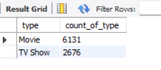 Result Grid Filter Rows:
type count_of_type
Movie 6131
TV Show 2676